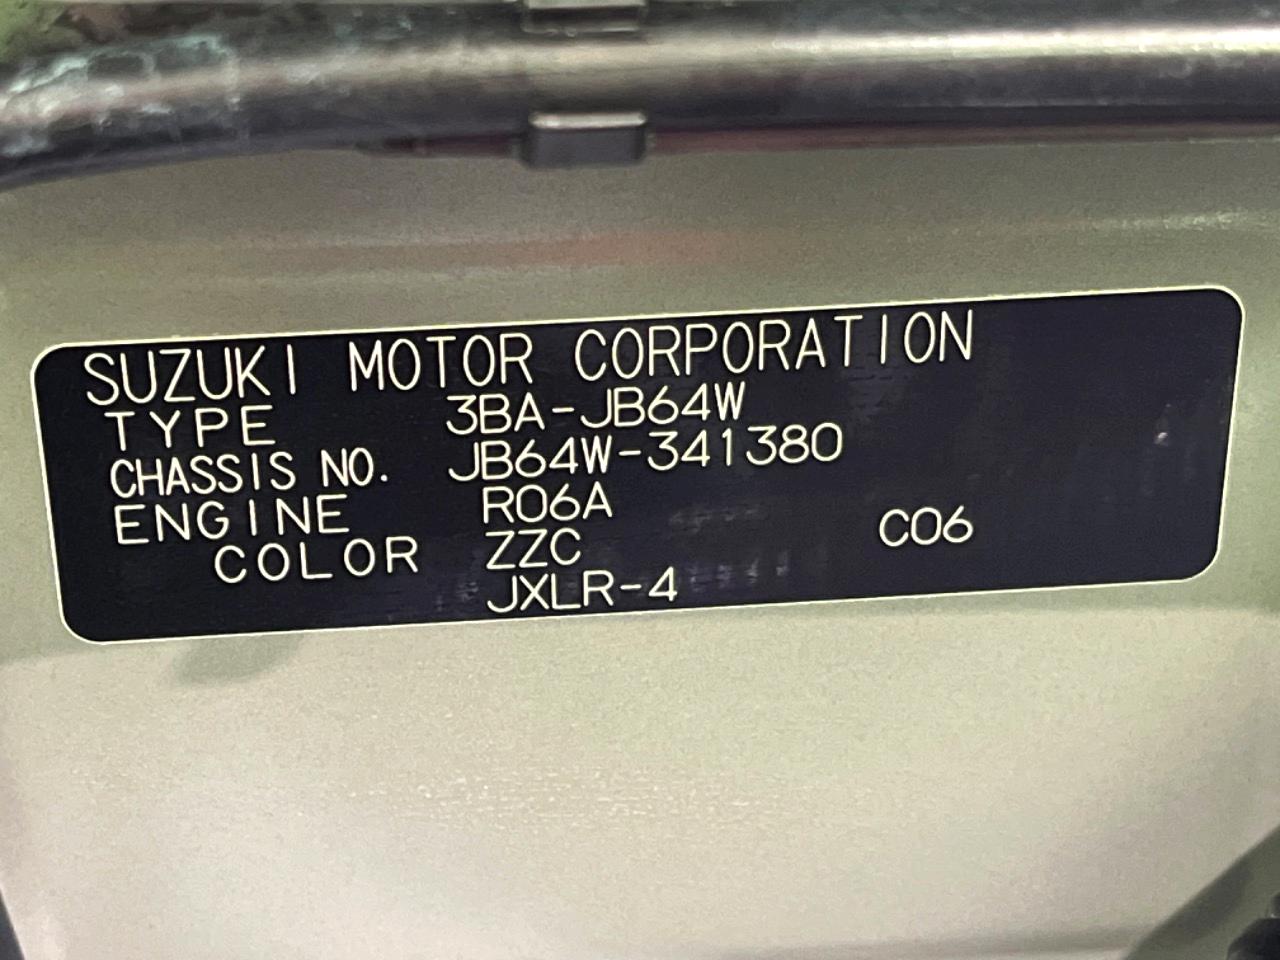 SUZUKI MOTOR CORPORATION
TYPE 3BA-JB64W
CHASSIS NO. JB64W-341380
ENGINE R06A
COLOR ZZC C06
JXLR-4